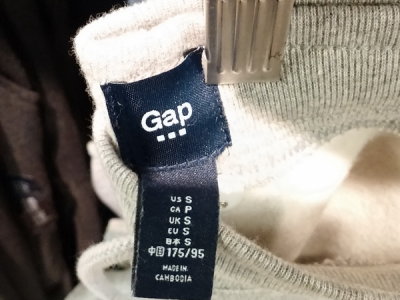 Gap
US S
CA P
UK S
EU S
日本 S
中国 175/95
MADE IN
CAMBODIA